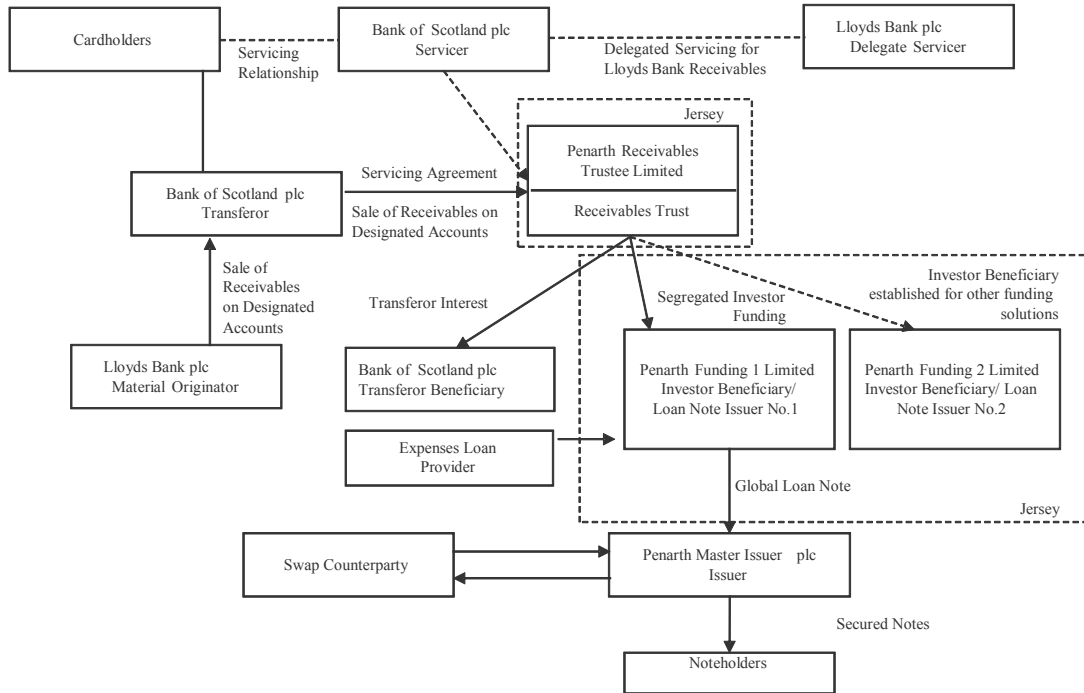 Cardholders
Bank of Scotland plc
Servicer
Lloyds Bank plc
Delegate Servicer
Servicing
Relationship
Delegated Servicing for
Lloyds Bank Receivables
Jersey
Penarth Receivables
Trustee Limited
Receivables Trust
Servicing Agreement
Bank of Scotland plc
Transferor
Sale of Receivables on
Designated Accounts
Sale of
Receivables
on Designated
Accounts
Transferor Interest
Segregated Investor
Funding
Investor Beneficiary
established for other funding
solutions
Lloyds Bank plc
Material Originator
Bank of Scotland plc
Transferor Beneficiary
Penarth Funding 1 Limited
Investor Beneficiary/
Loan Note Issuer No.1
Penarth Funding 2 Limited
Investor Beneficiary/ Loan
Note Issuer No.2
Expenses Loan
Provider
Global Loan Note
Jersey
Swap Counterparty
Penarth Master Issuer plc
Issuer
Secured Notes
Noteholders